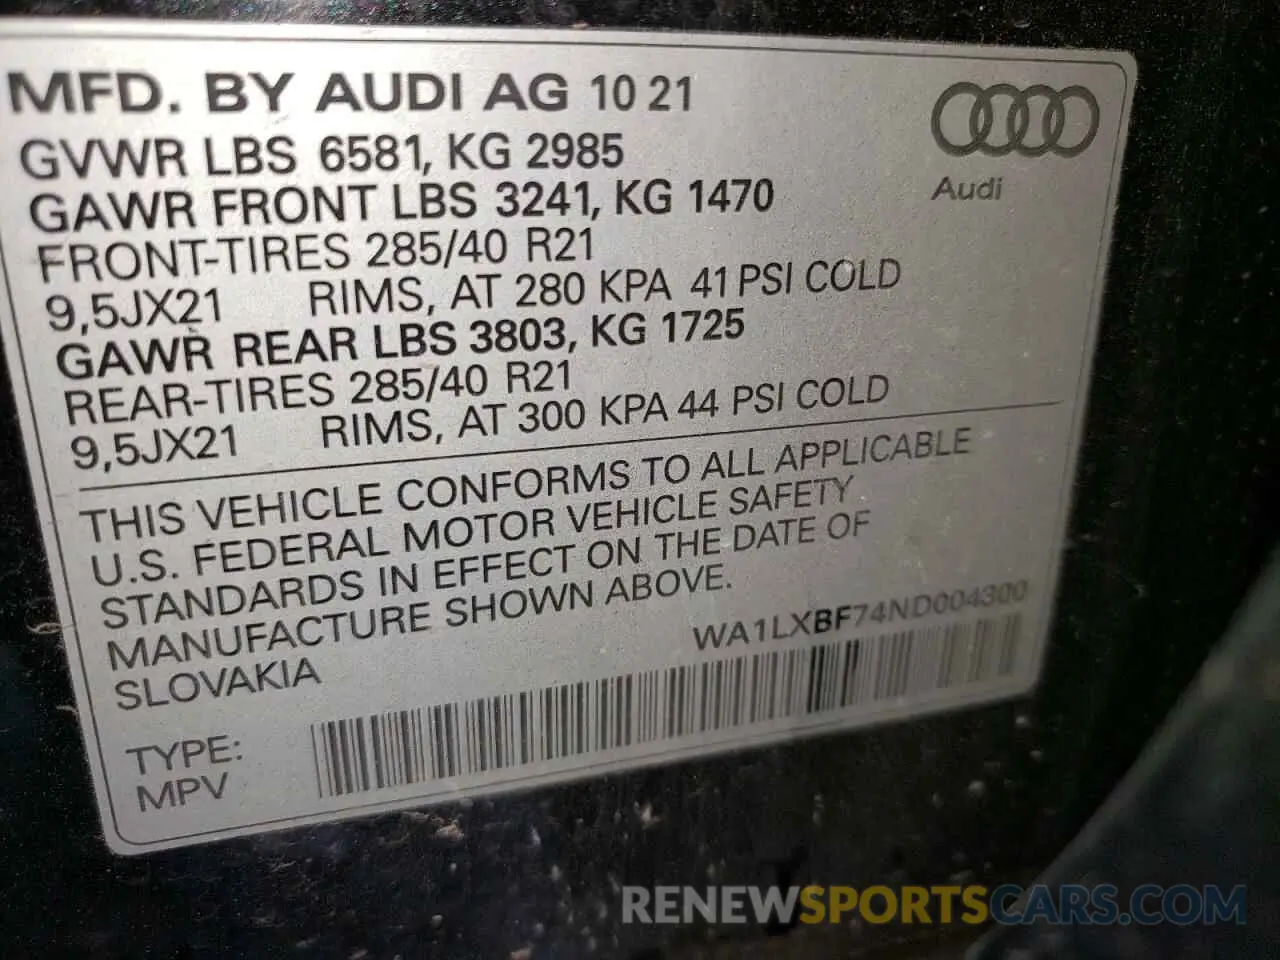 MFD. BY AUDI AG 10 21
GVWR LBS 6581, KG 2985
GAWR FRONT LBS 3241, KG 1470
FRONT-TIRES 285/40 R21
9,5JX21 RIMS, AT 280 KPA 41 PSI COLD
GAWR REAR LBS 3803, KG 1725
REAR-TIRES 285/40 R21
9,5JX21 RIMS, AT 300 KPA 44 PSI COLD
Audi
THIS VEHICLE CONFORMS TO ALL APPLICABLE
U.S. FEDERAL MOTOR VEHICLE SAFETY
STANDARDS IN EFFECT ON THE DATE OF
MANUFACTURE SHOWN ABOVE.
SLOVAKIA
WA1LXBF74ND004300
TYPE:
MPV
RENEWSPORTSCARS.COM